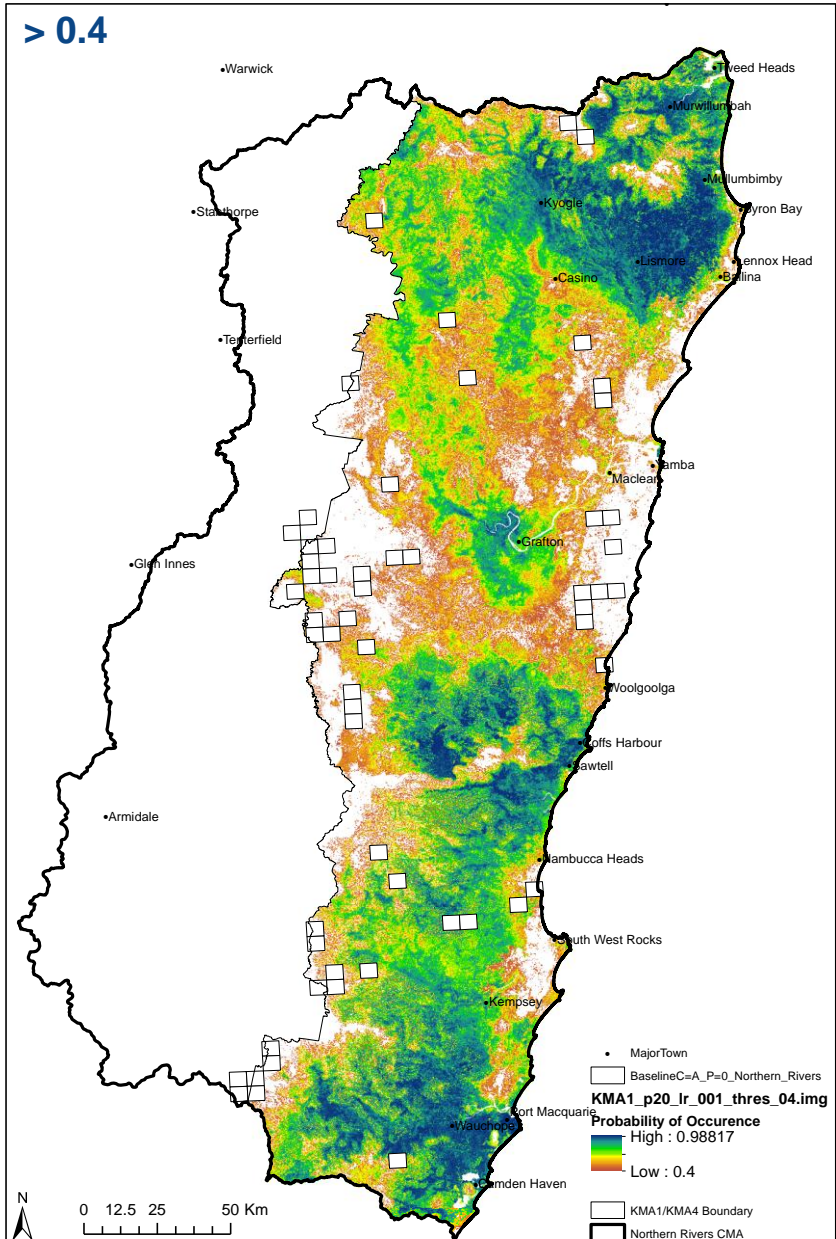 > 0.4
Warwick
Tweed Heads
Murwillumbah
Mullumbimby
Stanthorpe
Kyogle
Byron Bay
Lismore
Lennox Head
Casino
Ballina
Tenterfield
Yamba
Maclean
Grafton
Glen Innes
Woolgoolga
Coffs Harbour
Sawtell
Armidale
Nambucca Heads
South West Rocks
Kempsey
Port Macquarie
Wauchope
Camden Haven
MajorTown
BaselineC=A_P=0_Northern_Rivers
KMA1_p20_lr_001_thres_04.img
Probability of Occurence
High : 0.98817
Low : 0.4
KMA1/KMA4 Boundary
Northern Rivers CMA
N
0 12.5 25 50 Km